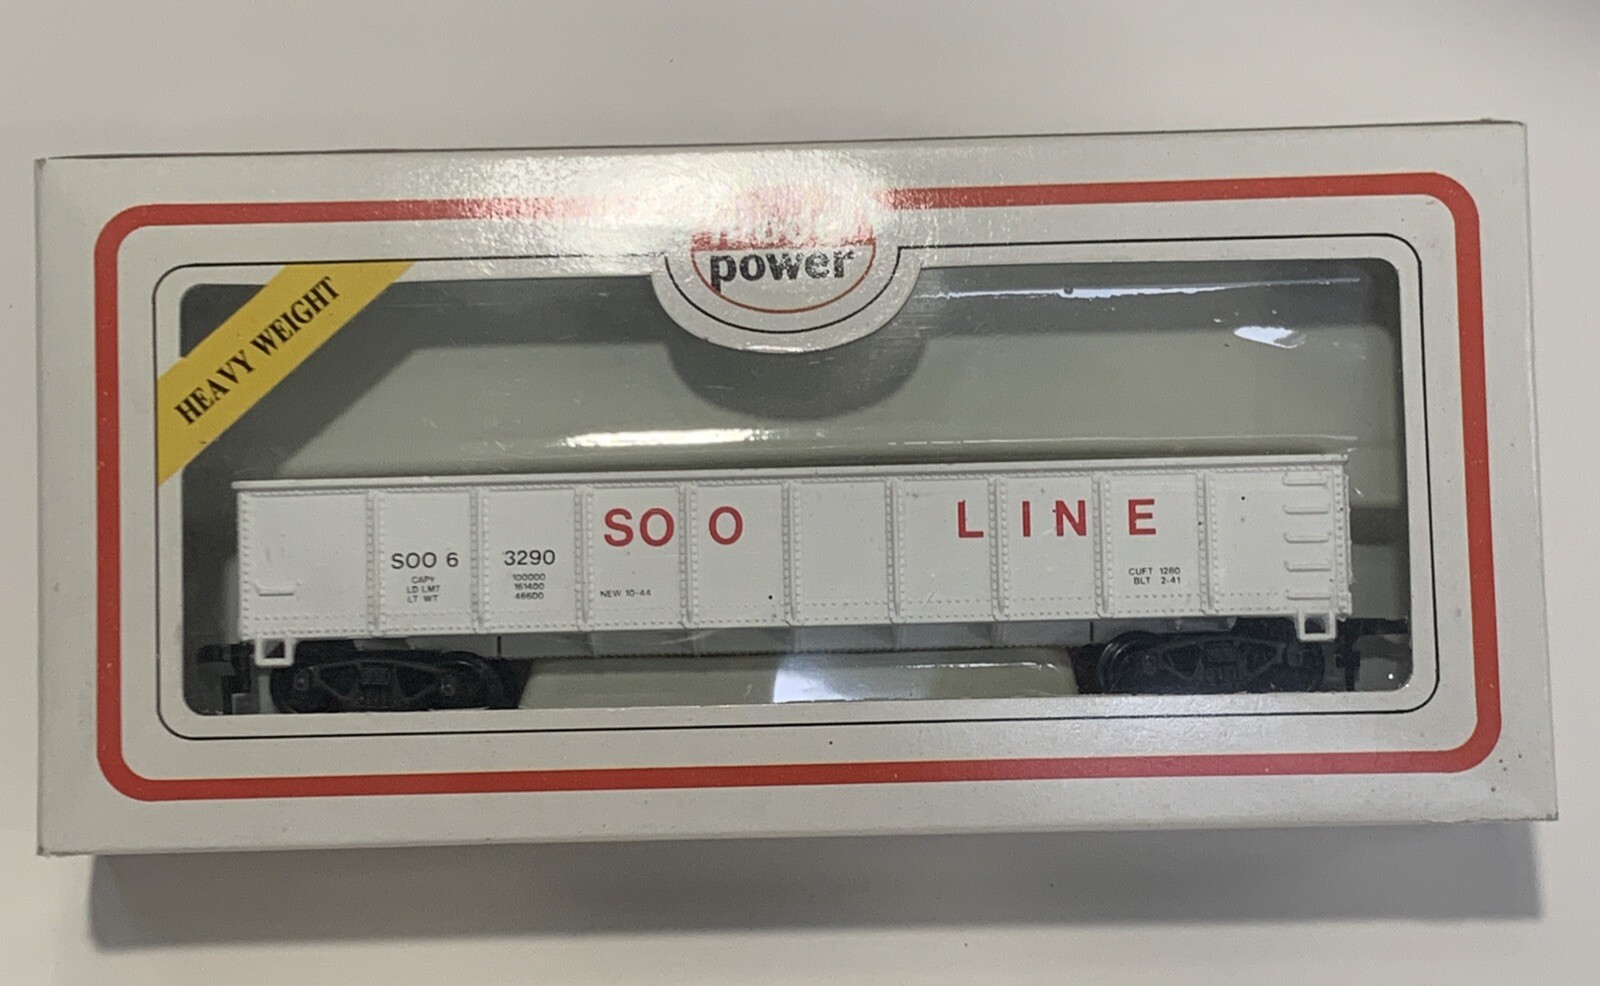 power
HEAVY WEIGHT
SOO LINE
SOO 6 3290
CAPY 100000
LD LMT 161400
LT WT 46600
NEW 10-44
CUFT 1280
BLT 2-41